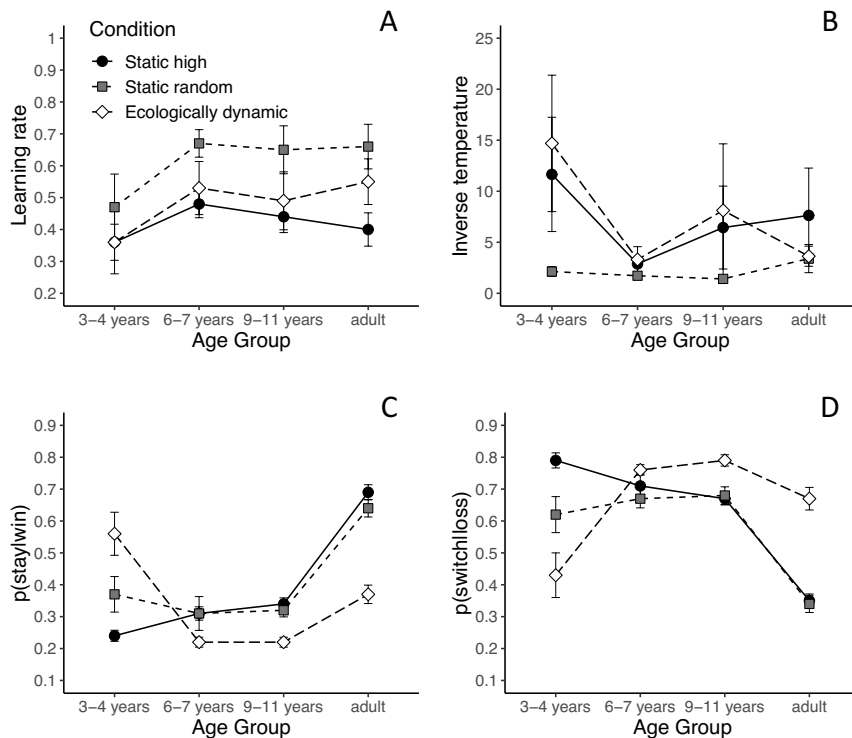 A
Condition
Static high
Static random
Ecologically dynamic
Learning rate
1
0.9
0.8
0.7
0.6
0.5
0.4
0.3
0.2
3−4 years 6−7 years 9−11 years adult
Age Group
B
Inverse temperature
25
20
15
10
5
0
3−4 years 6−7 years 9−11 years adult
Age Group
C
p(stay|win)
0.9
0.8
0.7
0.6
0.5
0.4
0.3
0.2
0.1
3−4 years 6−7 years 9−11 years adult
Age Group
D
p(switch|loss)
0.9
0.8
0.7
0.6
0.5
0.4
0.3
0.2
0.1
3−4 years 6−7 years 9−11 years adult
Age Group